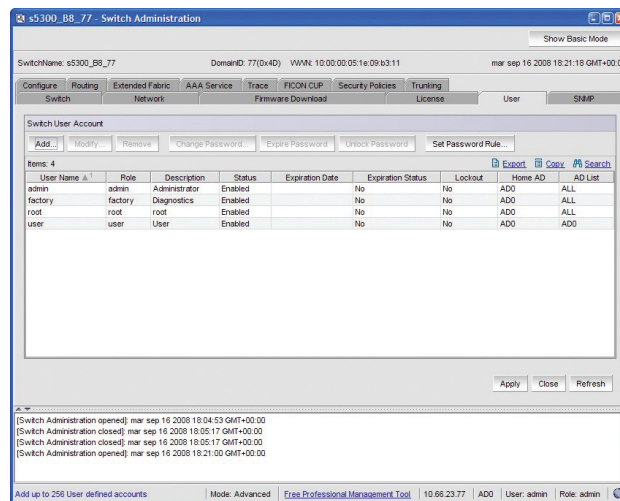 s5300_B8_77 - Switch Administration
Show Basic Mode
SwitchName: s5300_B8_77 DomainID: 77(0x4D) WWN: 10:00:00:05:1e:09:b3:11 mar sep 16 2008 18:21:18 GMT+00:0
Configure Routing Extended Fabric AAA Service Trace FICON CUP Security Policies Trunking
Switch Network Firmware Download License User SNMP
Switch User Account
Add... Modify... Remove Change Password... Expire Password Unlock Password Set Password Rule...
Items: 4 Export Copy Search
User Name 1 Role Description Status Expiration Date Expiration Status Lockout Home AD AD List
admin admin Administrator Enabled No No AD0 ALL
factory factory Diagnostics Enabled No No AD0 ALL
root root root Enabled No No AD0 ALL
user user User Enabled No No AD0 AD0
Apply Close Refresh
[Switch Administration opened]: mar sep 16 2008 18:04:53 GMT+00:00
[Switch Administration closed]: mar sep 16 2008 18:05:17 GMT+00:00
[Switch Administration closed]: mar sep 16 2008 18:05:17 GMT+00:00
[Switch Administration opened]: mar sep 16 2008 18:21:00 GMT+00:00
Add up to 256 User defined accounts Mode: Advanced Free Professional Management Tool 10.66.23.77 AD0 User: admin Role: admin